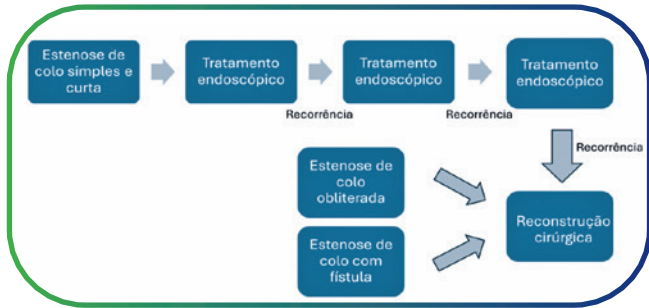 Estenose de
colo simples e
curta
Tratamento
endoscópico
Tratamento
endoscópico
Tratamento
endoscópico
Recorrência
Recorrência
Recorrência
Estenose de
colo
obliterada
Reconstrução
cirúrgica
Estenose de
colo com
fístula